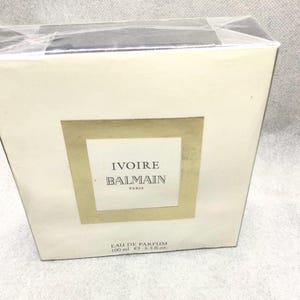 IVOIRE
BALMAIN
PARIS
EAU DE PARFUM
100 ml ℮ 3.3 fl.oz.